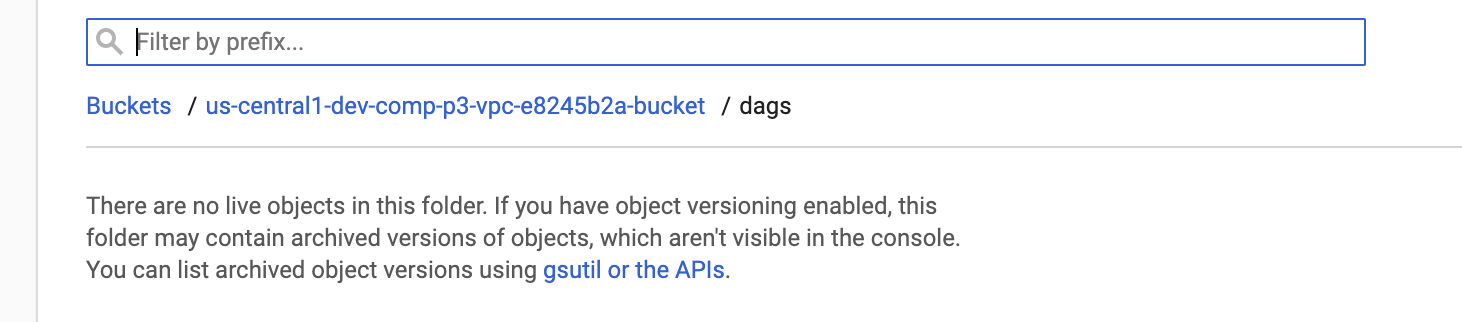 Filter by prefix...
Buckets / us-central1-dev-comp-p3-vpc-e8245b2a-bucket / dags
There are no live objects in this folder. If you have object versioning enabled, this
folder may contain archived versions of objects, which aren't visible in the console.
You can list archived object versions using gsutil or the APIs.